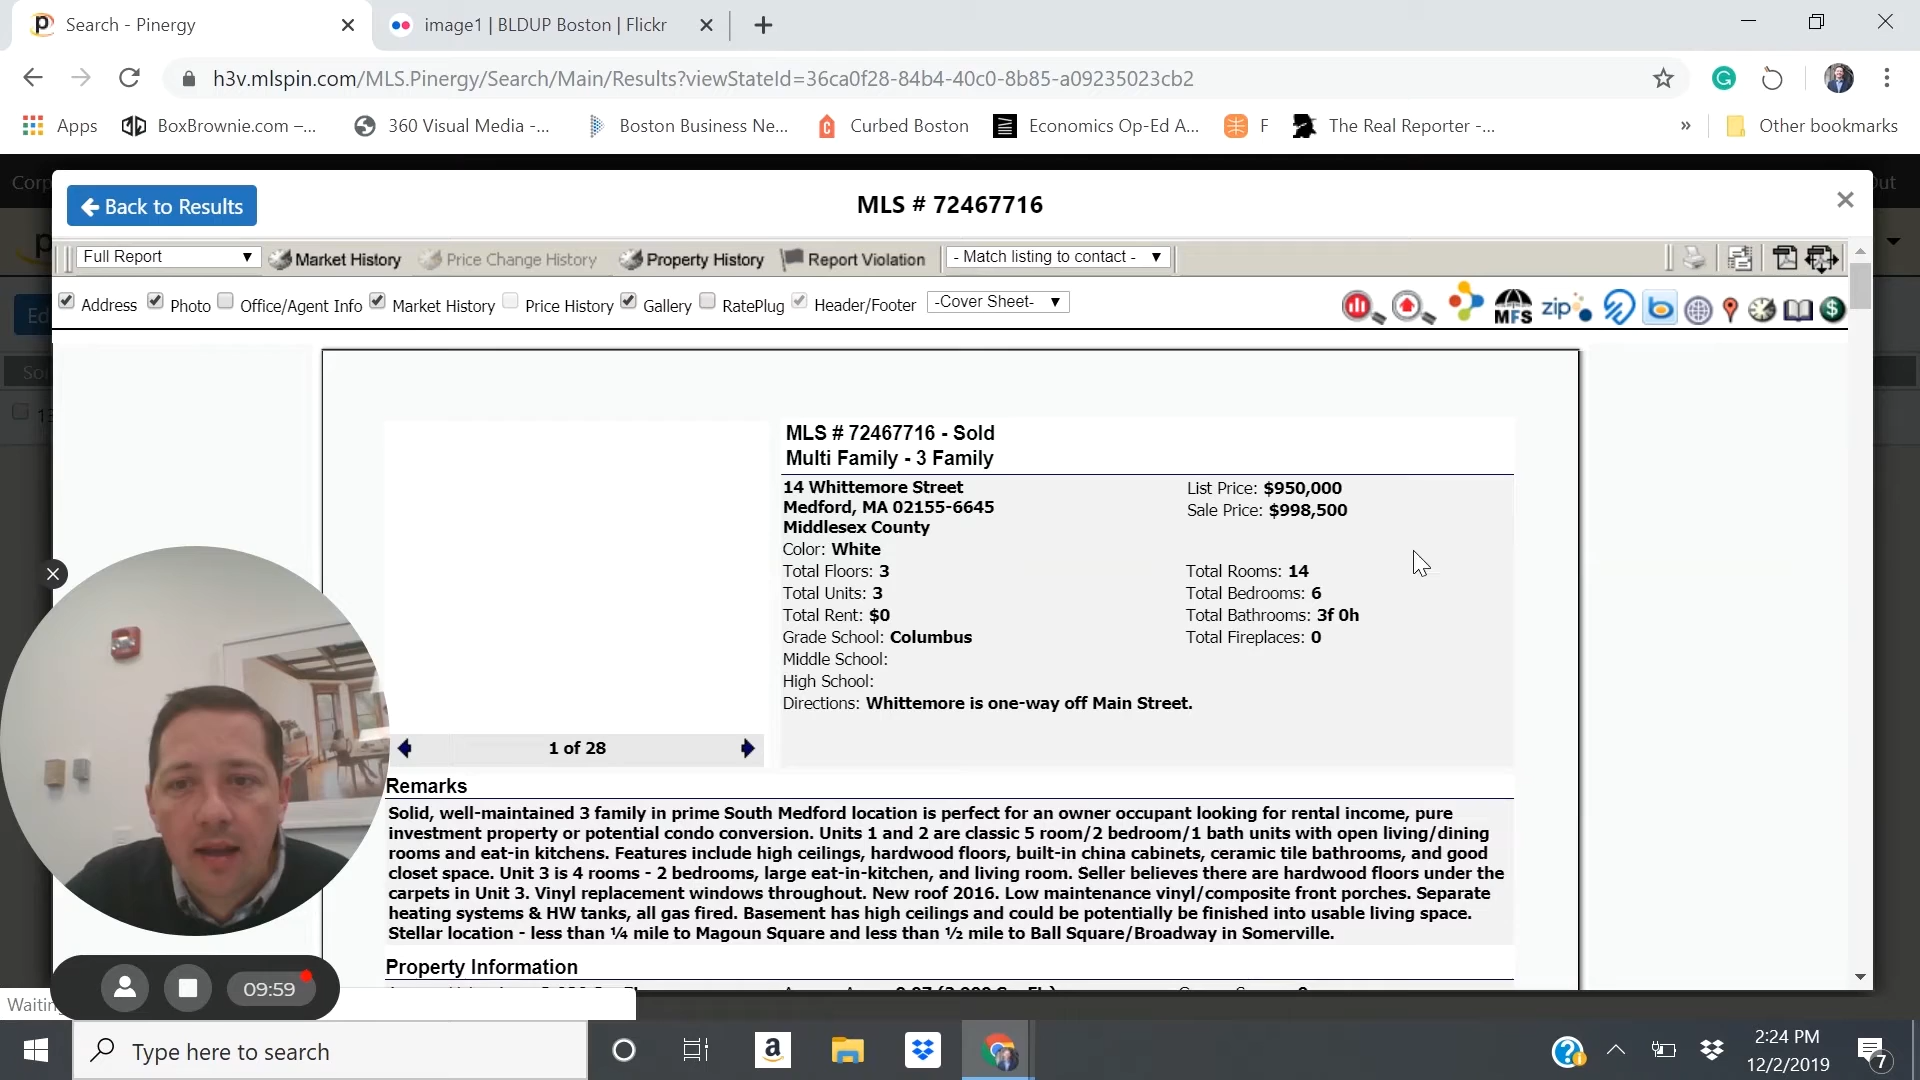 Search - Pinergy
image1 | BLDUP Boston | Flickr
h3v.mlspin.com/MLS.Pinergy/Search/Main/Results?viewStateId=36ca0f28-84b4-40c0-8b85-a09235023cb2
Apps BoxBrownie.com –... 360 Visual Media -... Boston Business Ne... Curbed Boston Economics Op-Ed A... F The Real Reporter -... » Other bookmarks
Corp
Out
Back to Results
MLS # 72467716
Full Report Market History Price Change History Property History Report Violation - Match listing to contact -
Address Photo Office/Agent Info Market History Price History Gallery RatePlug Header/Footer -Cover Sheet- MFS zip
Ed
So
MLS # 72467716 - Sold
Multi Family - 3 Family
14 Whittemore Street
Medford, MA 02155-6645
Middlesex County
Color: White
Total Floors: 3
Total Units: 3
Total Rent: $0
Grade School: Columbus
Middle School:
High School:
Directions: Whittemore is one-way off Main Street.
List Price: $950,000
Sale Price: $998,500
Total Rooms: 14
Total Bedrooms: 6
Total Bathrooms: 3f 0h
Total Fireplaces: 0
1 of 28
Remarks
Solid, well-maintained 3 family in prime South Medford location is perfect for an owner occupant looking for rental income, pure
investment property or potential condo conversion. Units 1 and 2 are classic 5 room/2 bedroom/1 bath units with open living/dining
rooms and eat-in kitchens. Features include high ceilings, hardwood floors, built-in china cabinets, ceramic tile bathrooms, and good
closet space. Unit 3 is 4 rooms - 2 bedrooms, large eat-in-kitchen, and living room. Seller believes there are hardwood floors under the
carpets in Unit 3. Vinyl replacement windows throughout. New roof 2016. Low maintenance vinyl/composite front porches. Separate
heating systems & HW tanks, all gas fired. Basement has high ceilings and could be potentially be finished into usable living space.
Stellar location - less than ¼ mile to Magoun Square and less than ½ mile to Ball Square/Broadway in Somerville.
Property Information
09:59
Waiting
Type here to search
2:24 PM
12/2/2019
7